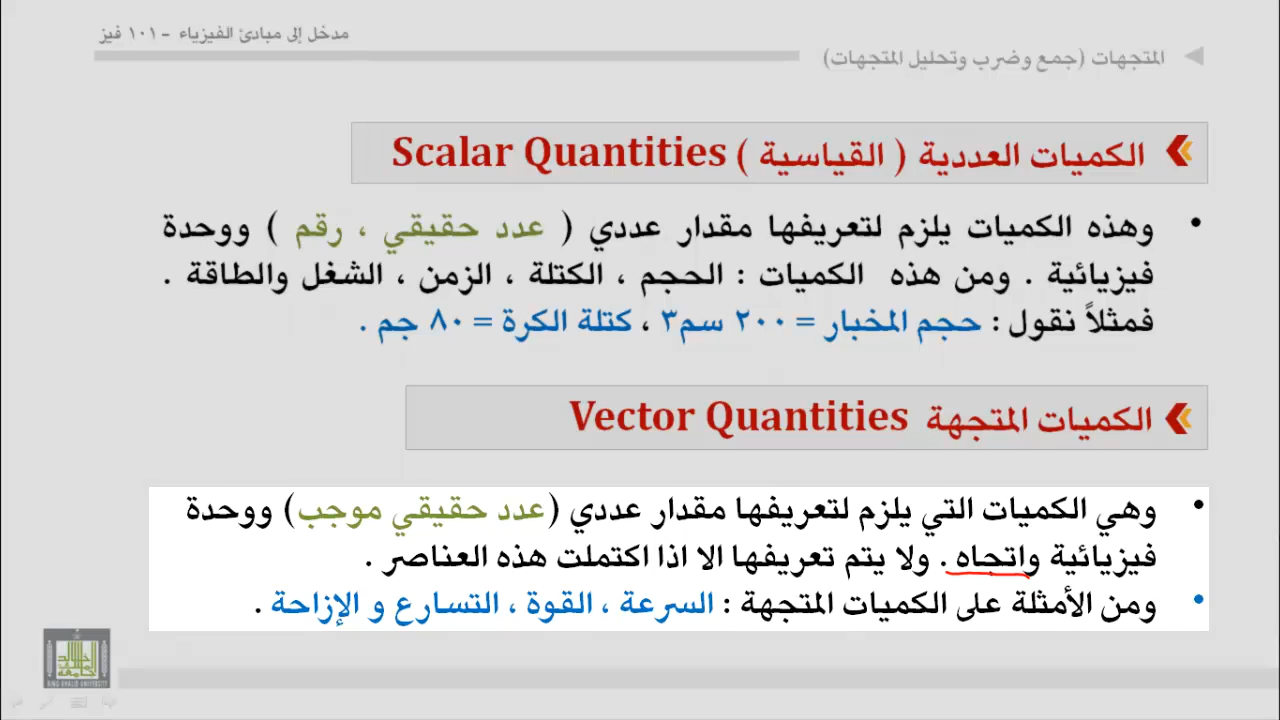 مدخل إلى مبادئ الفيزياء - ١٠١ فيز
المتجهات (جمع وضرب وتحليل المتجهات)
الكميات العددية ( القياسية ) Scalar Quantities
• وهذه الكميات يلزم لتعريفها مقدار عددي ( عدد حقيقي ، رقم ) ووحدة
فيزيائية . ومن هذه الكميات : الحجم ، الكتلة ، الزمن ، الشغل والطاقة .
فمثلاً نقول : حجم المخبار = ٢٠٠ سم٣ ، كتلة الكرة = ٨٠ جم .
الكميات المتجهة Vector Quantities
• وهي الكميات التي يلزم لتعريفها مقدار عددي (عدد حقيقي موجب) ووحدة
فيزيائية واتجاه . ولا يتم تعريفها الا اذا اكتملت هذه العناصر .
• ومن الأمثلة على الكميات المتجهة : السرعة ، القوة ، التسارع و الإزاحة .
KING KHALID UNIVERSITY